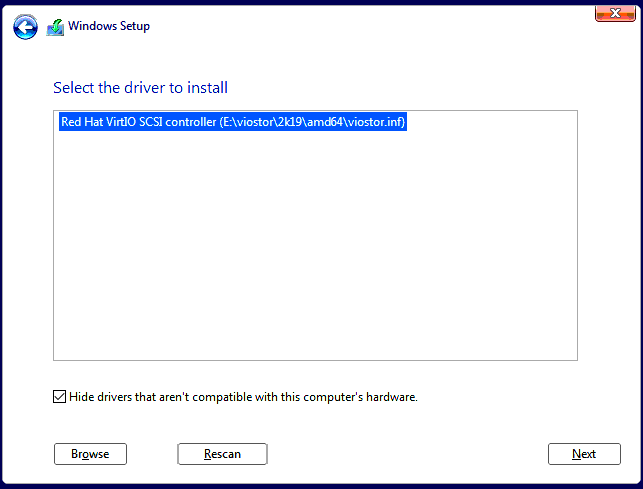 Windows Setup
Select the driver to install
Red Hat VirtIO SCSI controller (E:\viostor\2k19\amd64\viostor.inf)
Hide drivers that aren't compatible with this computer's hardware.
Browse
Rescan
Next